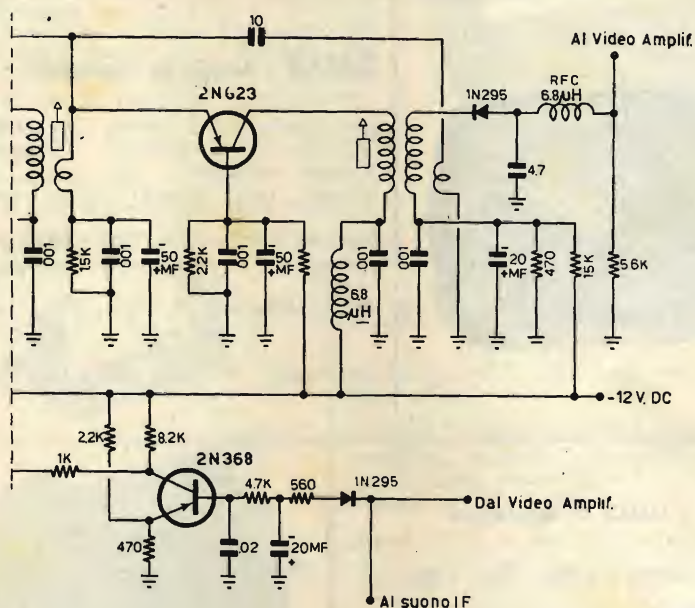 10
Al Video Amplif.
2N623
1N295
RFC
6.8µH
4.7
.001
15K
.001
50
+MF
2.2K
.001
50
+MF
6.8
µH
.001
.001
20
+MF
470
15K
5.6K
-12 V. DC
2.2K
8.2K
2N368
1K
4.7K
560
1N295
Dal Video Amplif.
470
.02
20MF
+
Al suono IF